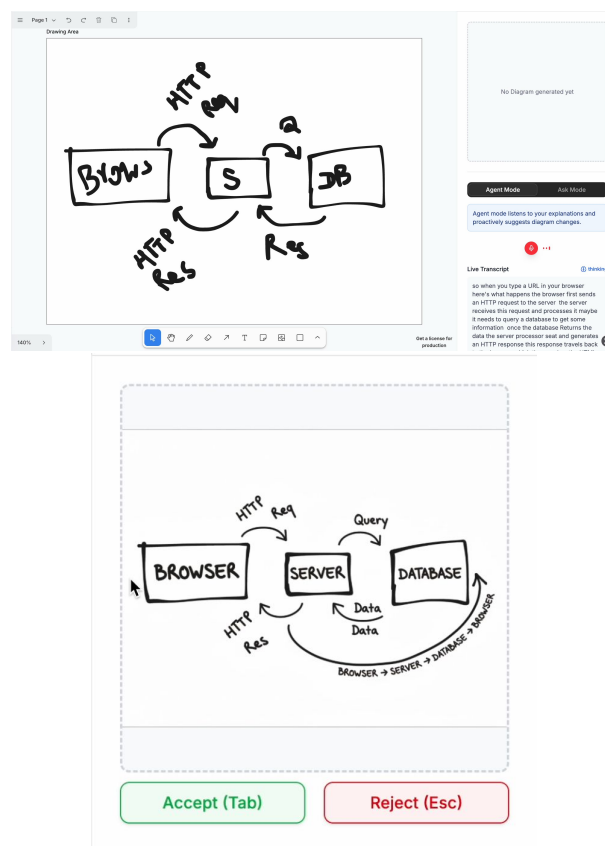 Page 1
Drawing Area
HTTP
Req
Q
Brows
S
DB
HTTP
Res
Res
140%
Get a license for
production
No Diagram generated yet
Agent Mode
Ask Mode
Agent mode listens to your explanations and
proactively suggests diagram changes.
Live Transcript
thinking
so when you type a URL in your browser
here's what happens the browser first sends
an HTTP request to the server the server
receives this request and processes it maybe
it needs to query a database to get some
information once the database Returns the
data the server processor seat and generates
an HTTP response this response travels back
HTTP Req
Query
BROWSER
SERVER
DATABASE
HTTP
Res
Data
Data
BROWSER → SERVER → DATABASE → BROWSER
Accept (Tab)
Reject (Esc)